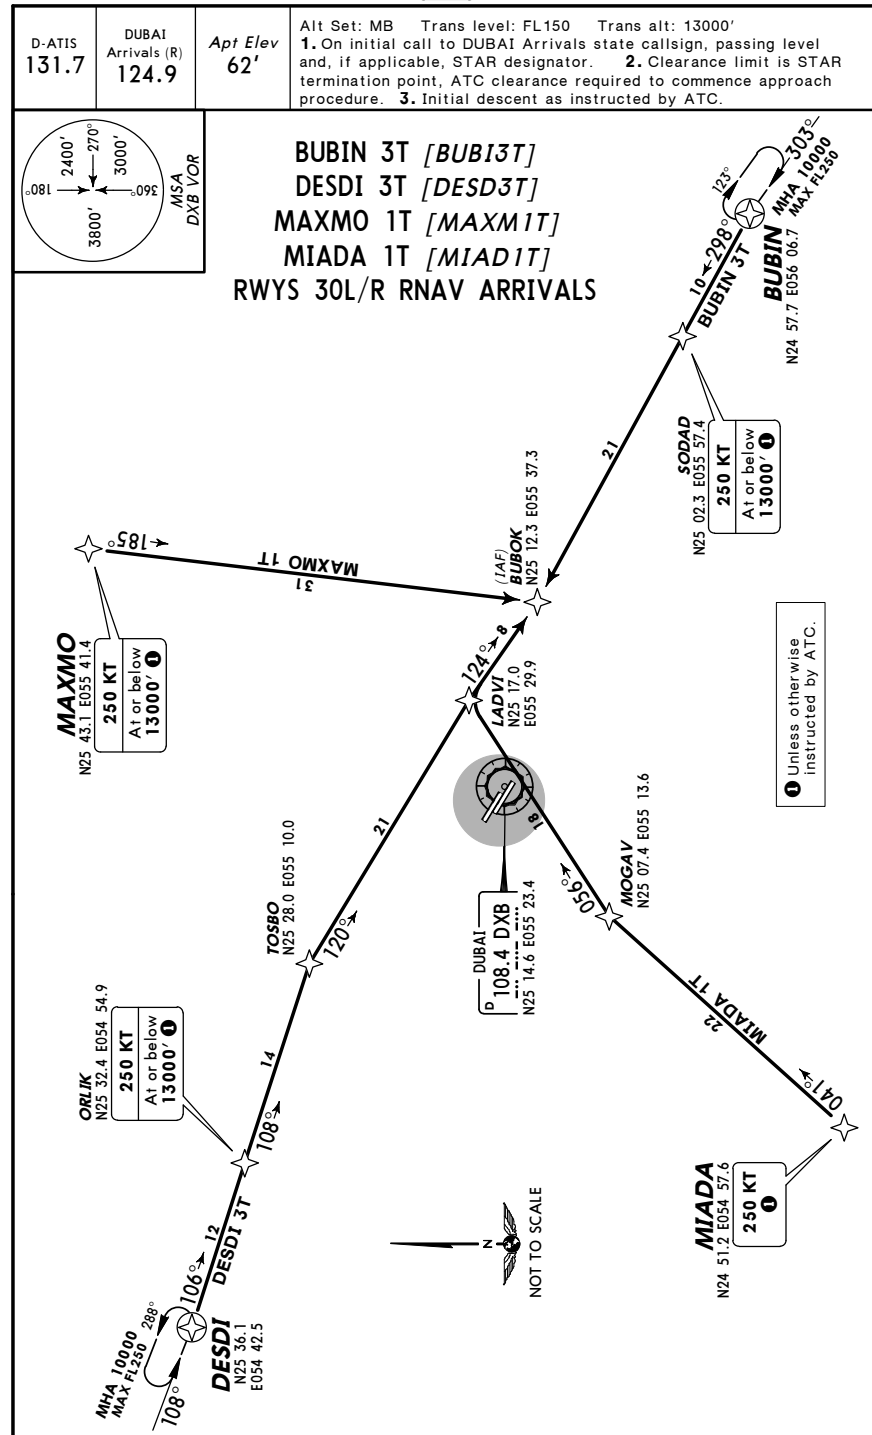 D-ATIS
131.7
DUBAI
Arrivals (R)
124.9
Apt Elev
62'
Alt Set: MB Trans level: FL150 Trans alt: 13000'
1. On initial call to DUBAI Arrivals state callsign, passing level
and, if applicable, STAR designator. 2. Clearance limit is STAR
termination point, ATC clearance required to commence approach
procedure. 3. Initial descent as instructed by ATC.
2400'
270°
3000'
180°
360°
3800'
MSA
DXB VOR
BUBIN 3T [BUBI3T]
DESDI 3T [DESD3T]
MAXMO 1T [MAXM1T]
MIADA 1T [MIAD1T]
RWYS 30L/R RNAV ARRIVALS
303°
123°
MHA 10000
MAX FL250
BUBIN
N24 57.7 E056 06.7
298°
10
BUBIN 3T
SODAD
N25 02.3 E055 57.4
250 KT
At or below
13000' 1
21
(IAF)
BUBOK
N25 12.3 E055 37.3
185°
MAXMO 1T
31
MAXMO
N25 43.1 E055 41.4
250 KT
At or below
13000' 1
124°
8
LADVI
N25 17.0
E055 29.9
1 Unless otherwise
instructed by ATC.
21
18
TOSBO
N25 28.0 E055 10.0
120°
DUBAI
D 108.4 DXB
N25 14.6 E055 23.4
056°
MOGAV
N25 07.4 E055 13.6
22
MIADA 1T
041°
MIADA
N24 51.2 E054 57.6
250 KT
1
ORLIK
N25 32.4 E054 54.9
250 KT
At or below
13000' 1
14
108°
12
DESDI 3T
106°
288°
MHA 10000
MAX FL250
108°
DESDI
N25 36.1
E054 42.5
N
NOT TO SCALE